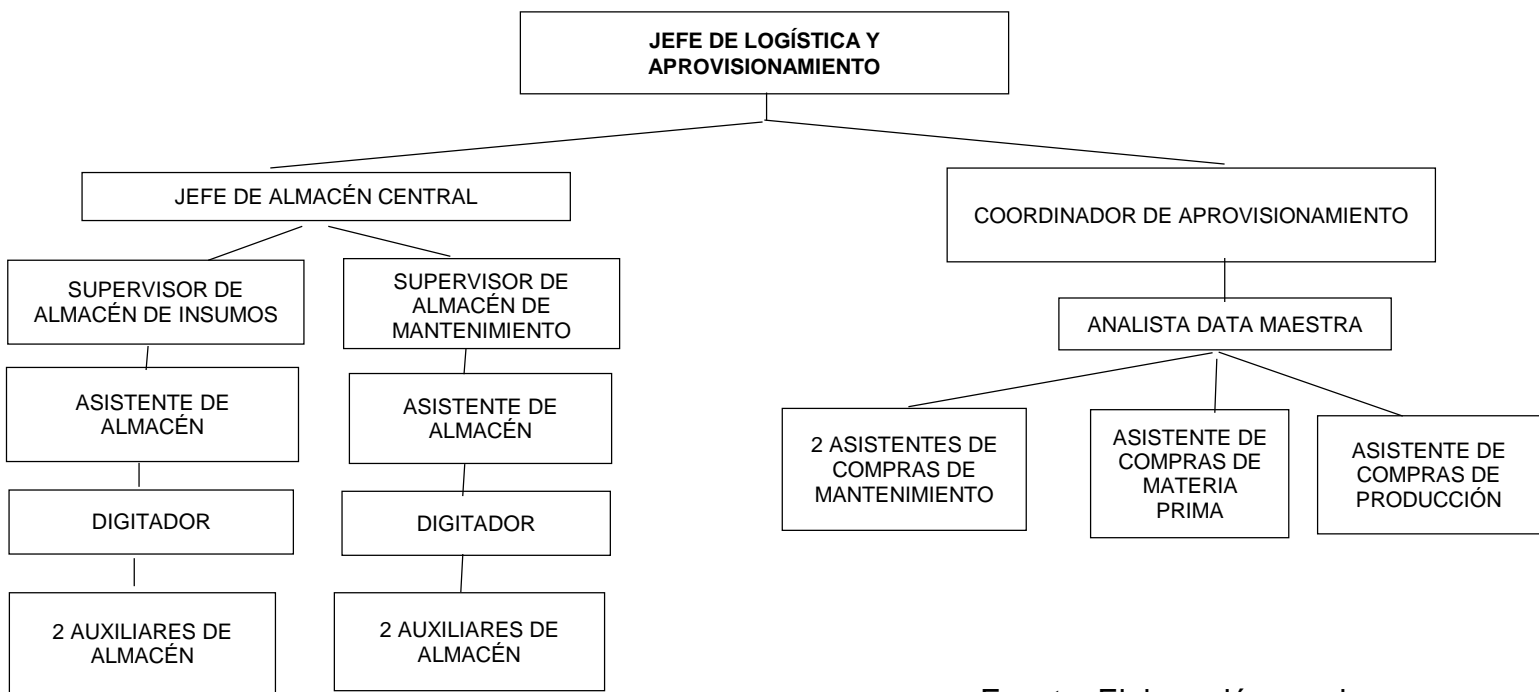 JEFE DE LOGÍSTICA Y
APROVISIONAMIENTO
JEFE DE ALMACÉN CENTRAL
COORDINADOR DE APROVISIONAMIENTO
SUPERVISOR DE
ALMACÉN DE INSUMOS
SUPERVISOR DE
ALMACÉN DE
MANTENIMIENTO
ANALISTA DATA MAESTRA
ASISTENTE DE
ALMACÉN
ASISTENTE DE
ALMACÉN
2 ASISTENTES DE
COMPRAS DE
MANTENIMIENTO
ASISTENTE DE
COMPRAS DE
MATERIA
PRIMA
ASISTENTE DE
COMPRAS DE
PRODUCCIÓN
DIGITADOR
DIGITADOR
2 AUXILIARES DE
ALMACÉN
2 AUXILIARES DE
ALMACÉN